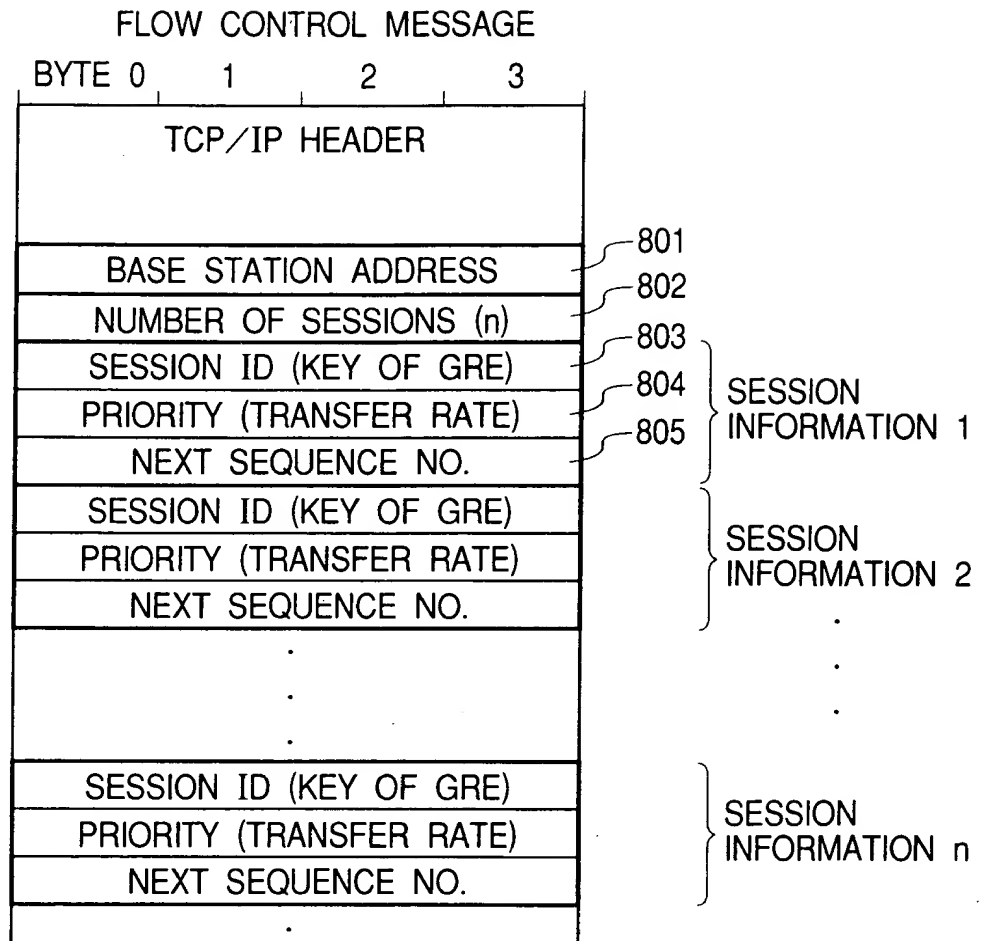 FLOW CONTROL MESSAGE
BYTE 0 1 2 3
TCP/IP HEADER
BASE STATION ADDRESS 801
NUMBER OF SESSIONS (n) 802
SESSION ID (KEY OF GRE) 803
PRIORITY (TRANSFER RATE) 804
NEXT SEQUENCE NO. 805
SESSION
INFORMATION 1
SESSION ID (KEY OF GRE)
PRIORITY (TRANSFER RATE)
NEXT SEQUENCE NO.
SESSION
INFORMATION 2
SESSION ID (KEY OF GRE)
PRIORITY (TRANSFER RATE)
NEXT SEQUENCE NO.
SESSION
INFORMATION n